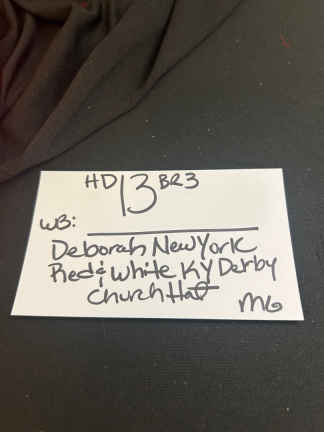 HD 13 BR3
WB:
Deborah New York
Red & White KY Derby
Church Hat
MG